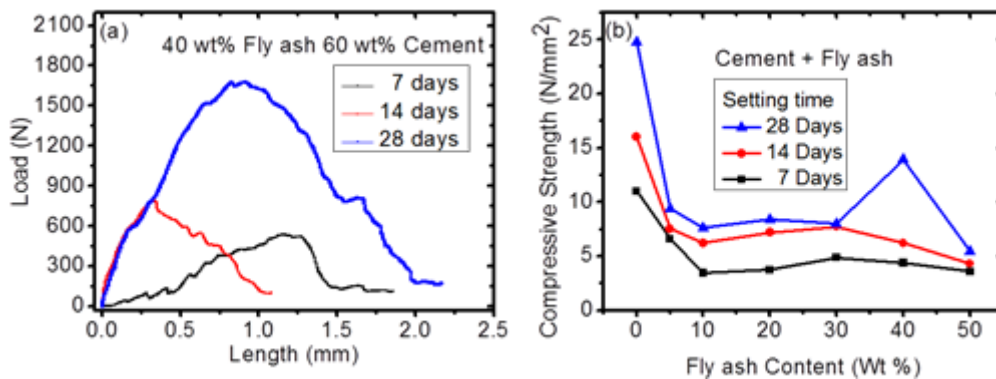 (a)
40 wt% Fly ash 60 wt% Cement
7 days
14 days
28 days
Load (N)
2100
1800
1500
1200
900
600
300
0
0.0 0.5 1.0 1.5 2.0 2.5
Length (mm)
(b)
Cement + Fly ash
Setting time
28 Days
14 Days
7 Days
Compressive Strength (N/mm²)
25
20
15
10
5
0
0 10 20 30 40 50
Fly ash Content (Wt %)